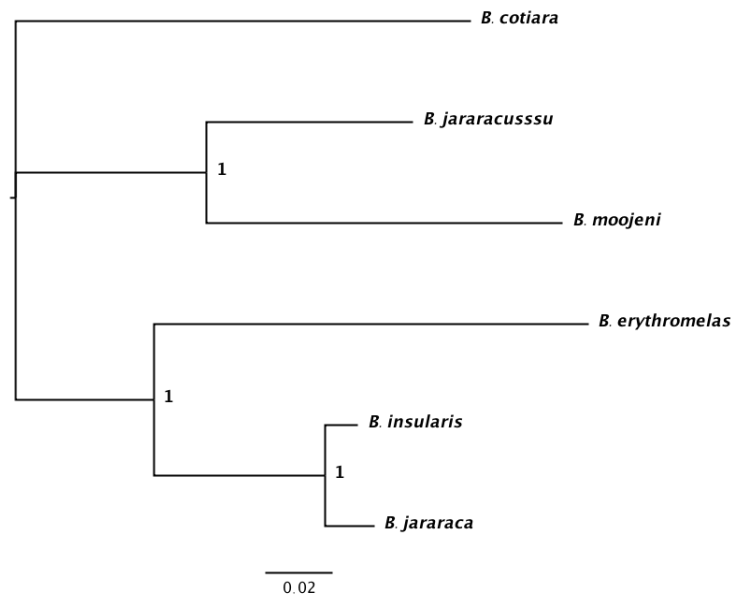 B. cotiara
B. jararacusssu
1
B. moojeni
B. erythromelas
1
B. insularis
1
B. jararaca
0.02